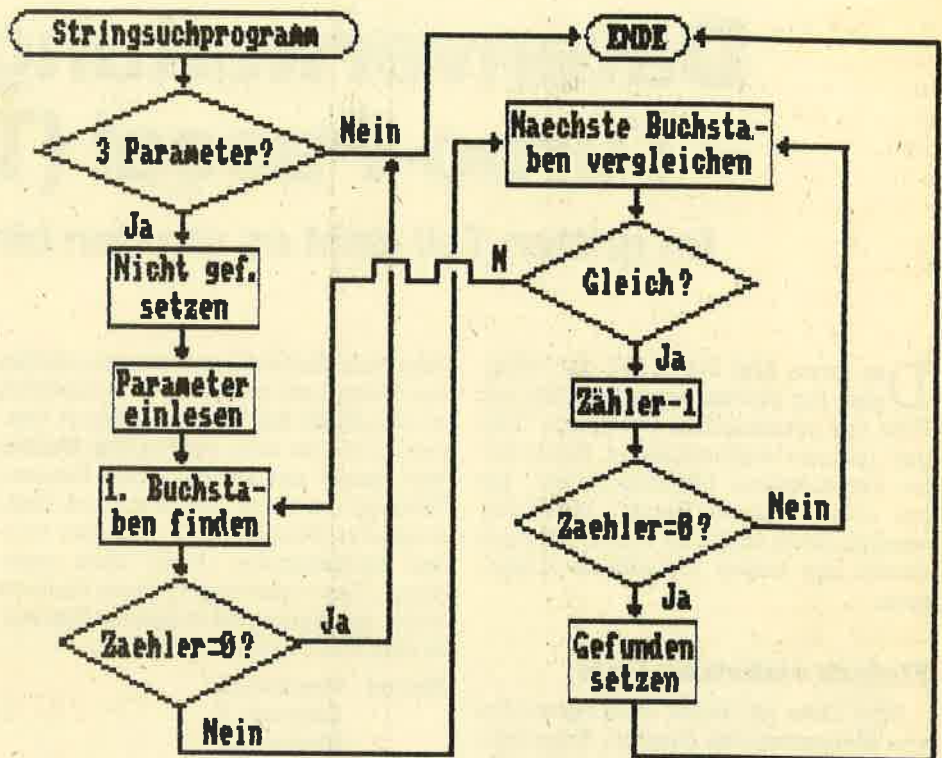 Stringsuchprogramm
3 Parameter?
Nein
Ja
Nicht gef.
setzen
Parameter
einlesen
1. Buchsta-
ben finden
Zaehler=0?
Ja
Nein
ENDE
Naechste Buchsta-
ben vergleichen
N
Gleich?
Ja
Zähler-1
Zaehler=0?
Nein
Ja
Gefunden
setzen